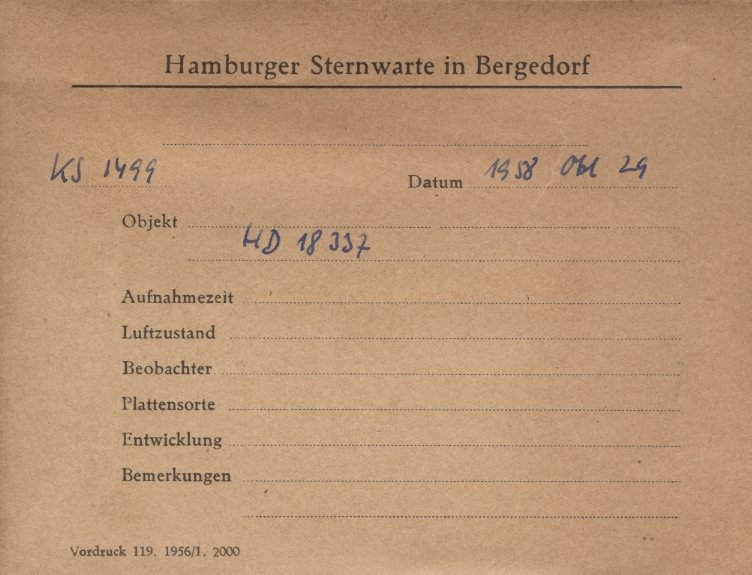 Hamburger Sternwarte in Bergedorf
KS 1499
Datum 1958 Okt 29
Objekt
HD 18337
Aufnahmezeit
Luftzustand
Beobachter
Plattensorte
Entwicklung
Bemerkungen
Vordruck 119. 1956/1. 2000